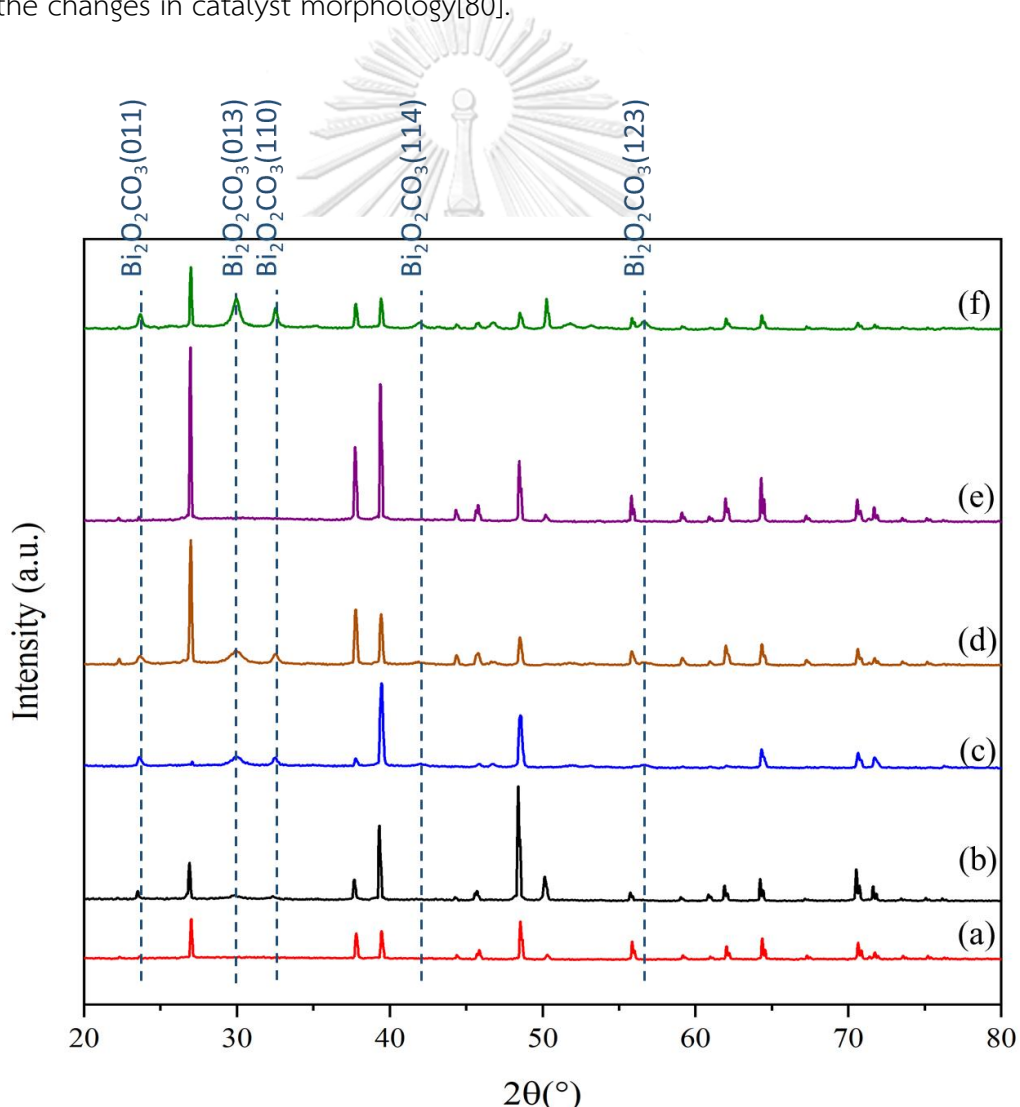 the changes in catalyst morphology[80].
Bi₂O₂CO₃(011)
Bi₂O₂CO₃(013)
Bi₂O₂CO₃(110)
Bi₂O₂CO₃(114)
Bi₂O₂CO₃(123)
(f)
(e)
(d)
(c)
(b)
(a)
Intensity (a.u.)
20 30 40 50 60 70 80
2θ(°)